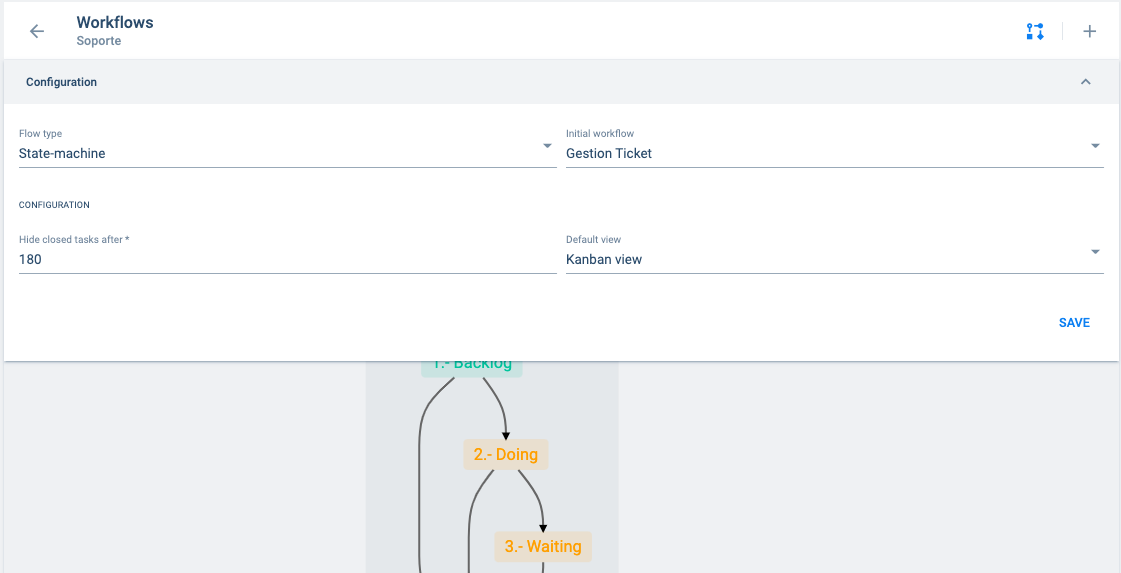 Workflows
Soporte
Configuration
Flow type
State-machine
Initial workflow
Gestion Ticket
CONFIGURATION
Hide closed tasks after *
180
Default view
Kanban view
SAVE
1.- Backlog
2.- Doing
3.- Waiting